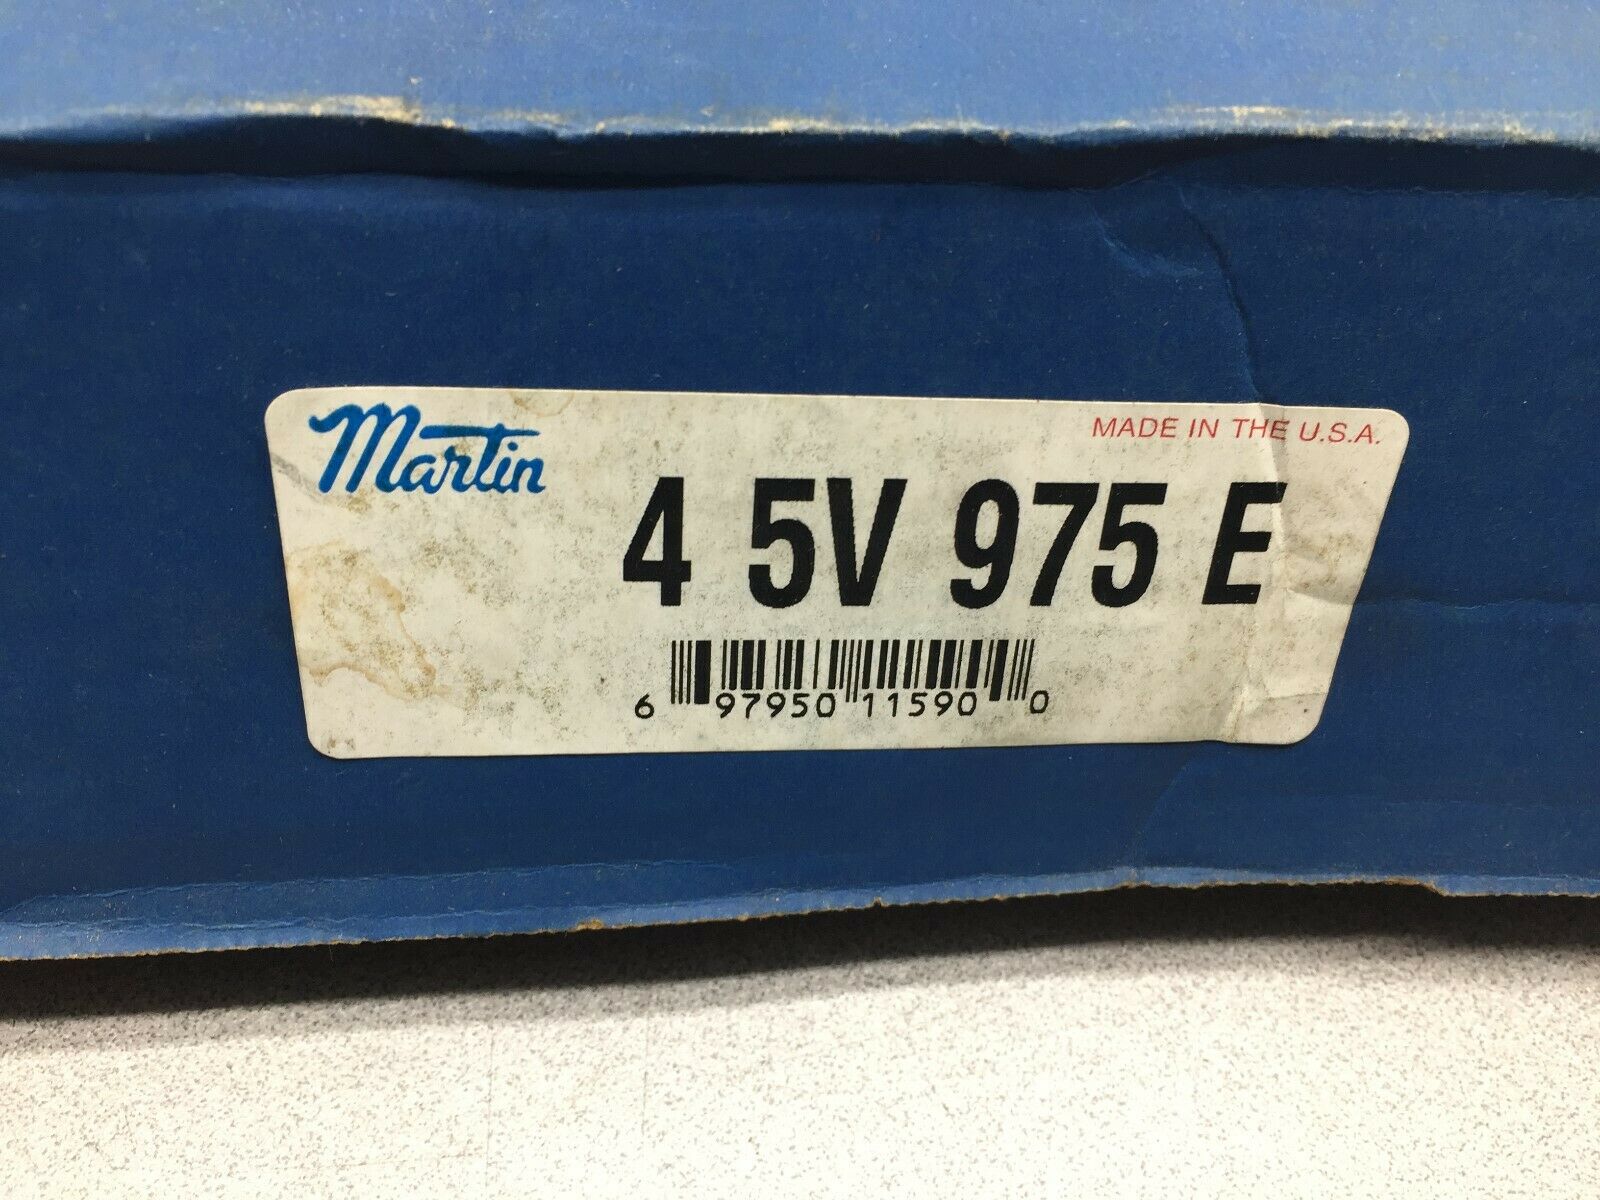 Martin
MADE IN THE U.S.A.
4 5V 975 E
6 97950 11590 0